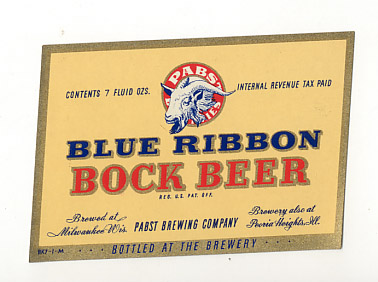 PABST
CONTENTS 7 FLUID OZS.
INTERNAL REVENUE TAX PAID
BLUE RIBBON
BOCK BEER
REG. U.S. PAT. OFF.
Brewed at
Milwaukee Wis.
PABST BREWING COMPANY
Brewery also at
Peoria Heights, Ill.
BOTTLED AT THE BREWERY